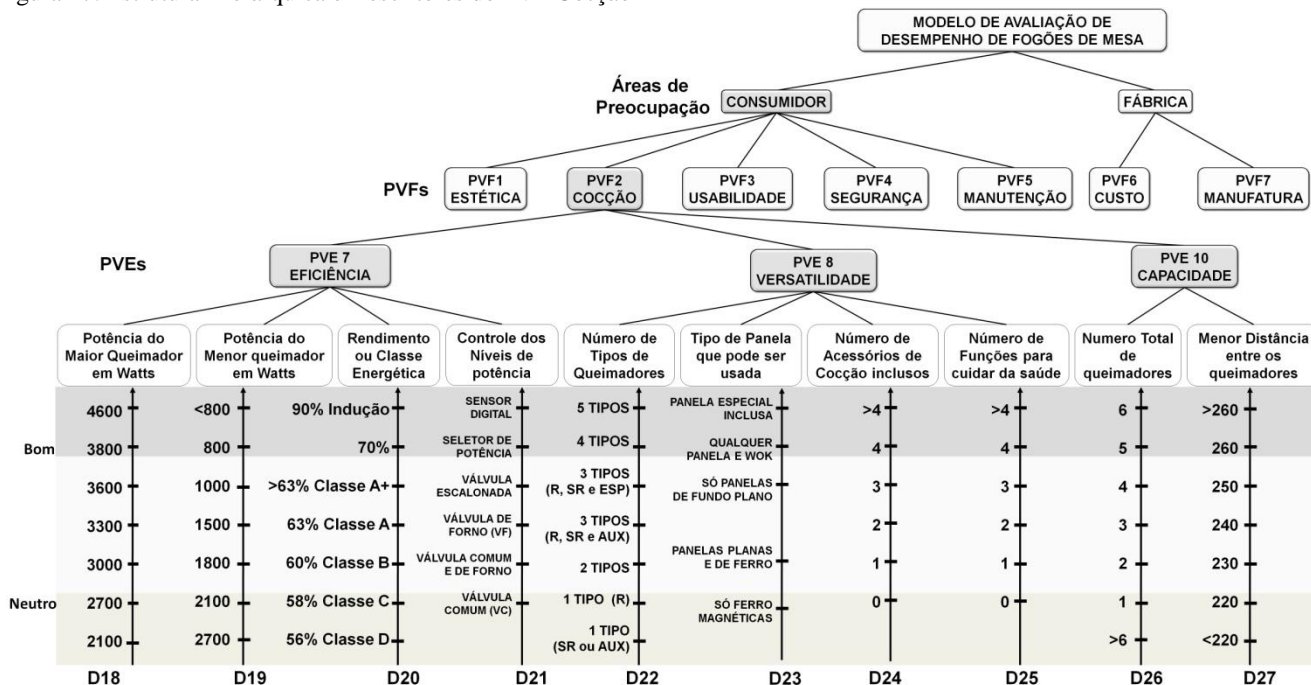 MODELO DE AVALIAÇÃO DE
DESEMPENHO DE FOGÕES DE MESA
Áreas de
Preocupação
CONSUMIDOR
FÁBRICA
PVFs
PVF1
ESTÉTICA
PVF2
COCÇÃO
PVF3
USABILIDADE
PVF4
SEGURANÇA
PVF5
MANUTENÇÃO
PVF6
CUSTO
PVF7
MANUFATURA
PVEs
PVE 7
EFICIÊNCIA
PVE 8
VERSATILIDADE
PVE 10
CAPACIDADE
Potência do
Maior Queimador
em Watts
Potência do
Menor queimador
em Watts
Rendimento
ou Classe
Energética
Controle dos
Níveis de
potência
Número de
Tipos de
Queimadores
Tipo de Panela
que pode ser
usada
Número de
Acessórios de
Cocção inclusos
Número de
Funções para
cuidar da saúde
Numero Total
de
queimadores
Menor Distância
entre os
queimadores
Bom
Neutro
4600
3800
3600
3300
3000
2700
2100
D18
<800
800
1000
1500
1800
2100
2700
D19
90% Indução
70%
>63% Classe A+
63% Classe A
60% Classe B
58% Classe C
56% Classe D
D20
SENSOR
DIGITAL
SELETOR DE
POTÊNCIA
VÁLVULA
ESCALONADA
VÁLVULA DE
FORNO (VF)
VÁLVULA COMUM
E DE FORNO
VÁLVULA
COMUM (VC)
D21
5 TIPOS
4 TIPOS
3 TIPOS
(R, SR e ESP)
3 TIPOS
(R, SR e AUX)
2 TIPOS
1 TIPO (R)
1 TIPO
(SR ou AUX)
D22
PANELA ESPECIAL
INCLUSA
QUALQUER
PANELA E WOK
SÓ PANELAS
DE FUNDO PLANO
PANELAS PLANAS
E DE FERRO
SÓ FERRO
MAGNÉTICAS
D23
>4
4
3
2
1
0
D24
>4
4
3
2
1
0
D25
6
5
4
3
2
1
>6
D26
>260
260
250
240
230
220
<220
D27